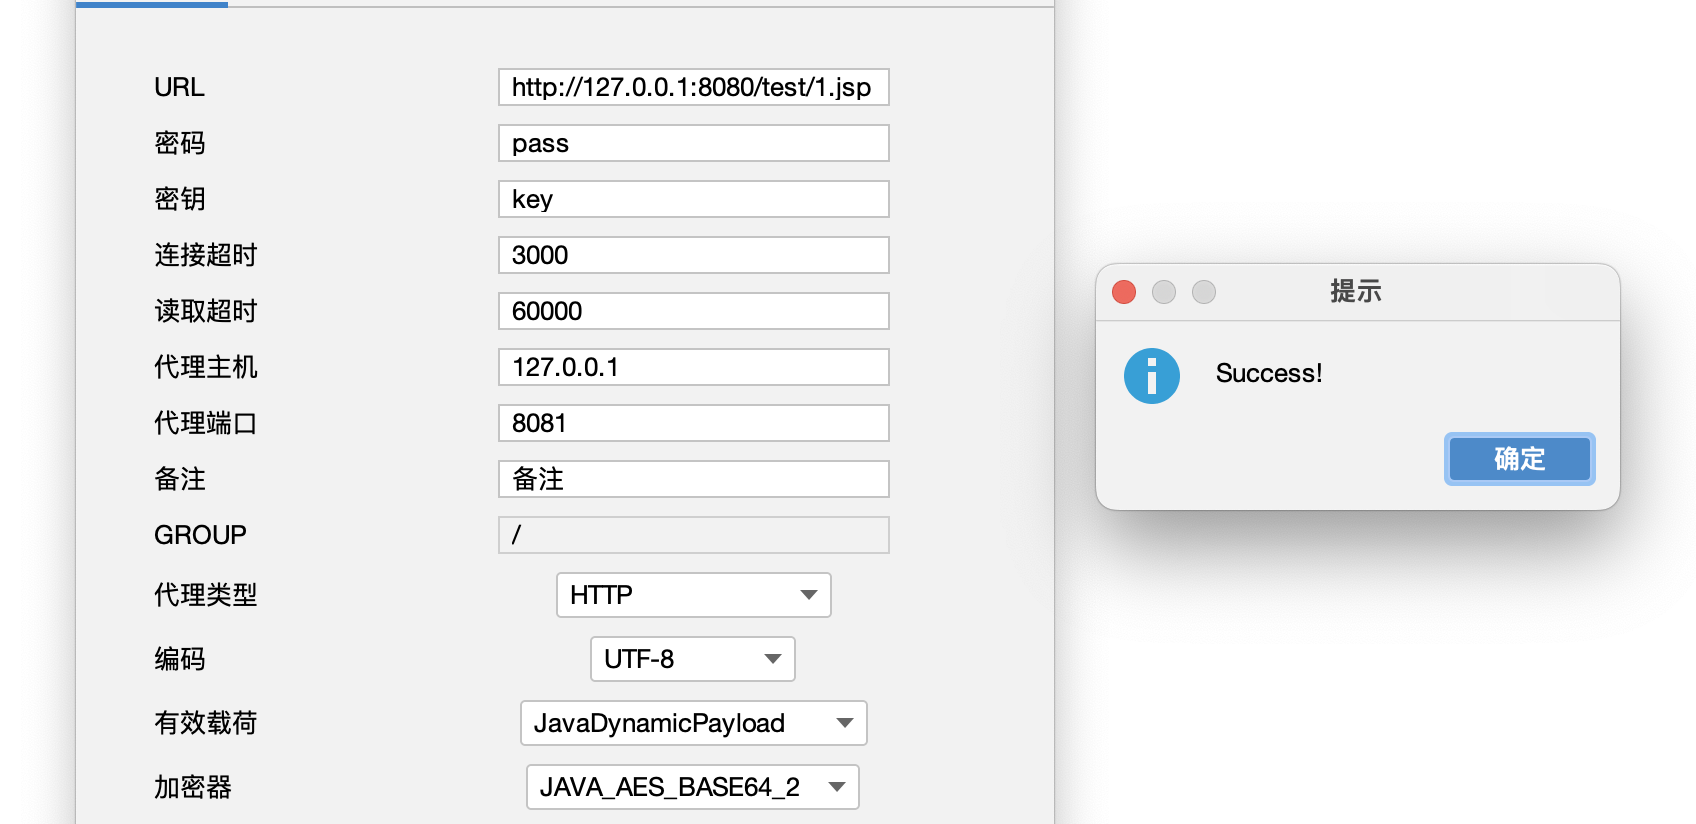 URL http://127.0.0.1:8080/test/1.jsp
密码 pass
密钥 key
连接超时 3000
读取超时 60000
代理主机 127.0.0.1
代理端口 8081
备注 备注
GROUP /
代理类型 HTTP
编码 UTF-8
有效载荷 JavaDynamicPayload
加密器 JAVA_AES_BASE64_2
提示
Success!
确定